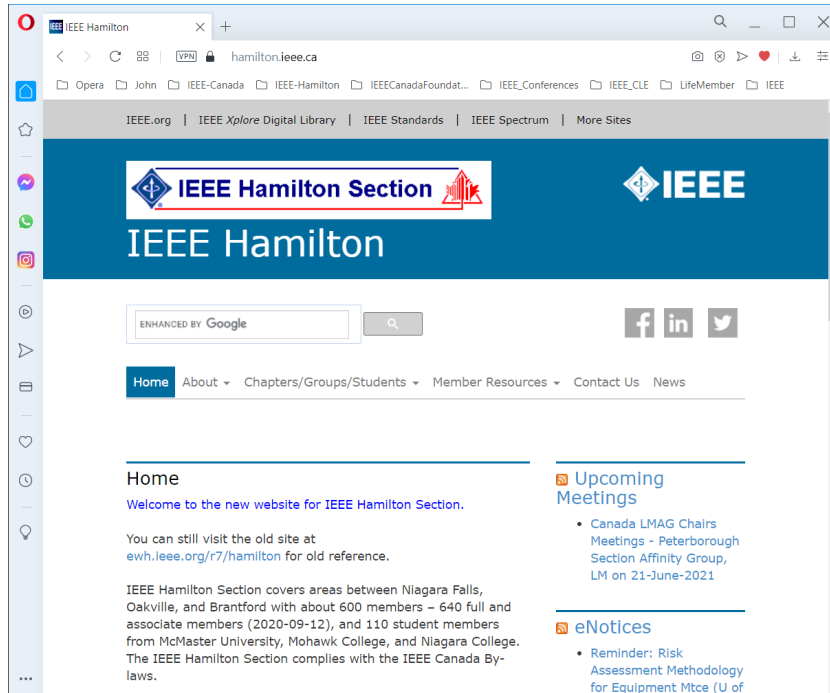 IEEE IEEE Hamilton
VPN hamilton.ieee.ca
Opera John IEEE-Canada IEEE-Hamilton IEEECanadaFoundat... IEEE_Conferences IEEE_CLE LifeMember IEEE
IEEE.org | IEEE Xplore Digital Library | IEEE Standards | IEEE Spectrum | More Sites
IEEE Hamilton Section
IEEE
IEEE Hamilton
ENHANCED BY Google
f in
Home About Chapters/Groups/Students Member Resources Contact Us News
Home
Welcome to the new website for IEEE Hamilton Section.
You can still visit the old site at
ewh.ieee.org/r7/hamilton for old reference.
IEEE Hamilton Section covers areas between Niagara Falls,
Oakville, and Brantford with about 600 members – 640 full and
associate members (2020-09-12), and 110 student members
from McMaster University, Mohawk College, and Niagara College.
The IEEE Hamilton Section complies with the IEEE Canada By-
laws.
Upcoming
Meetings
• Canada LMAG Chairs
Meetings - Peterborough
Section Affinity Group,
LM on 21-June-2021
eNotices
• Reminder: Risk
Assessment Methodology
for Equipment Mtce (U of